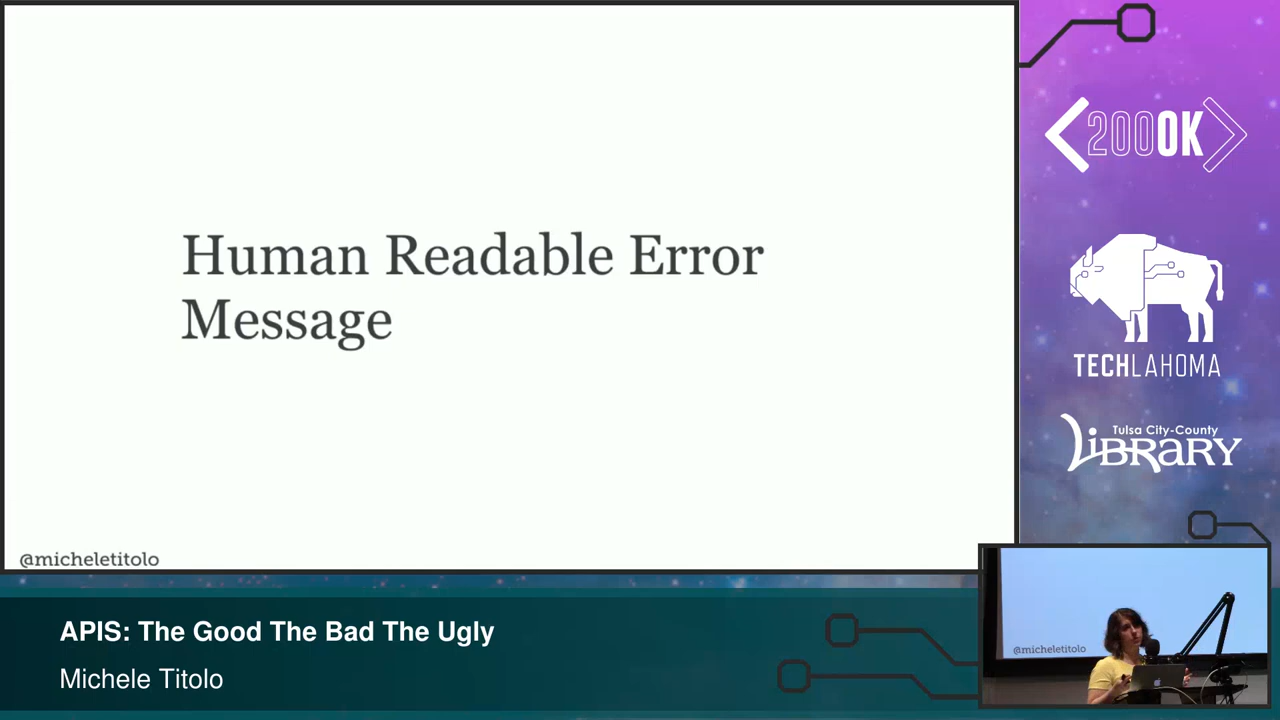 Human Readable Error
Message
@micheletitolo
200OK
TECHLAHOMA
Tulsa City-County
LiBRARY
@micheletitolo
APIS: The Good The Bad The Ugly
Michele Titolo